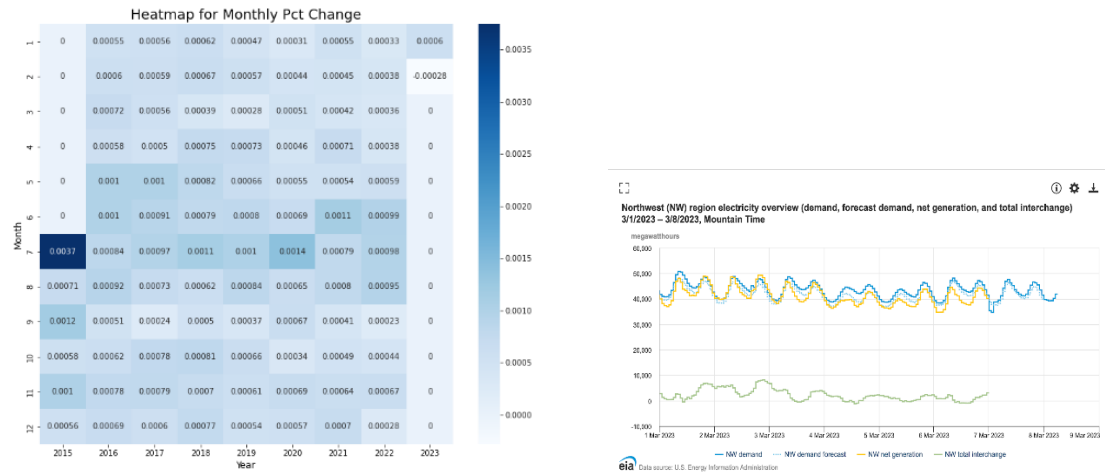 Heatmap for Monthly Pct Change
1 0 0.00055 0.00056 0.00062 0.00047 0.00031 0.00055 0.00033 0.0006
2 0 0.0006 0.00059 0.00067 0.00057 0.00044 0.00045 0.00038 -0.00028
3 0 0.00072 0.00056 0.00039 0.00028 0.00051 0.00042 0.00036 0
4 0 0.00058 0.0005 0.00075 0.00073 0.00046 0.00071 0.00038 0
5 0 0.001 0.001 0.00082 0.00066 0.00055 0.00054 0.00059 0
6 0 0.001 0.00091 0.00079 0.0008 0.00069 0.0011 0.00099 0
7 0.0037 0.00084 0.00097 0.0011 0.001 0.0014 0.00079 0.00098 0
8 0.00071 0.00092 0.00073 0.00062 0.00084 0.00065 0.0008 0.00095 0
9 0.0012 0.00051 0.00024 0.0005 0.00037 0.00067 0.00041 0.00023 0
10 0.00058 0.00062 0.00078 0.00081 0.00066 0.00034 0.00049 0.00044 0
11 0.001 0.00078 0.00079 0.0007 0.00061 0.00069 0.00064 0.00067 0
12 0.00056 0.00069 0.0006 0.00077 0.00054 0.00057 0.0007 0.00028 0
2015 2016 2017 2018 2019 2020 2021 2022 2023
Year
Month
0.0035
0.0030
0.0025
0.0020
0.0015
0.0010
0.0005
0.0000
Northwest (NW) region electricity overview (demand, forecast demand, net generation, and total interchange)
3/1/2023 – 3/8/2023, Mountain Time
megawatthours
60,000
50,000
40,000
30,000
20,000
10,000
0
-10,000
1 Mar 2023 2 Mar 2023 3 Mar 2023 4 Mar 2023 5 Mar 2023 6 Mar 2023 7 Mar 2023 8 Mar 2023 9 Mar 2023
NW demand NW demand forecast NW net generation NW total interchange
eia Data source: U.S. Energy Information Administration